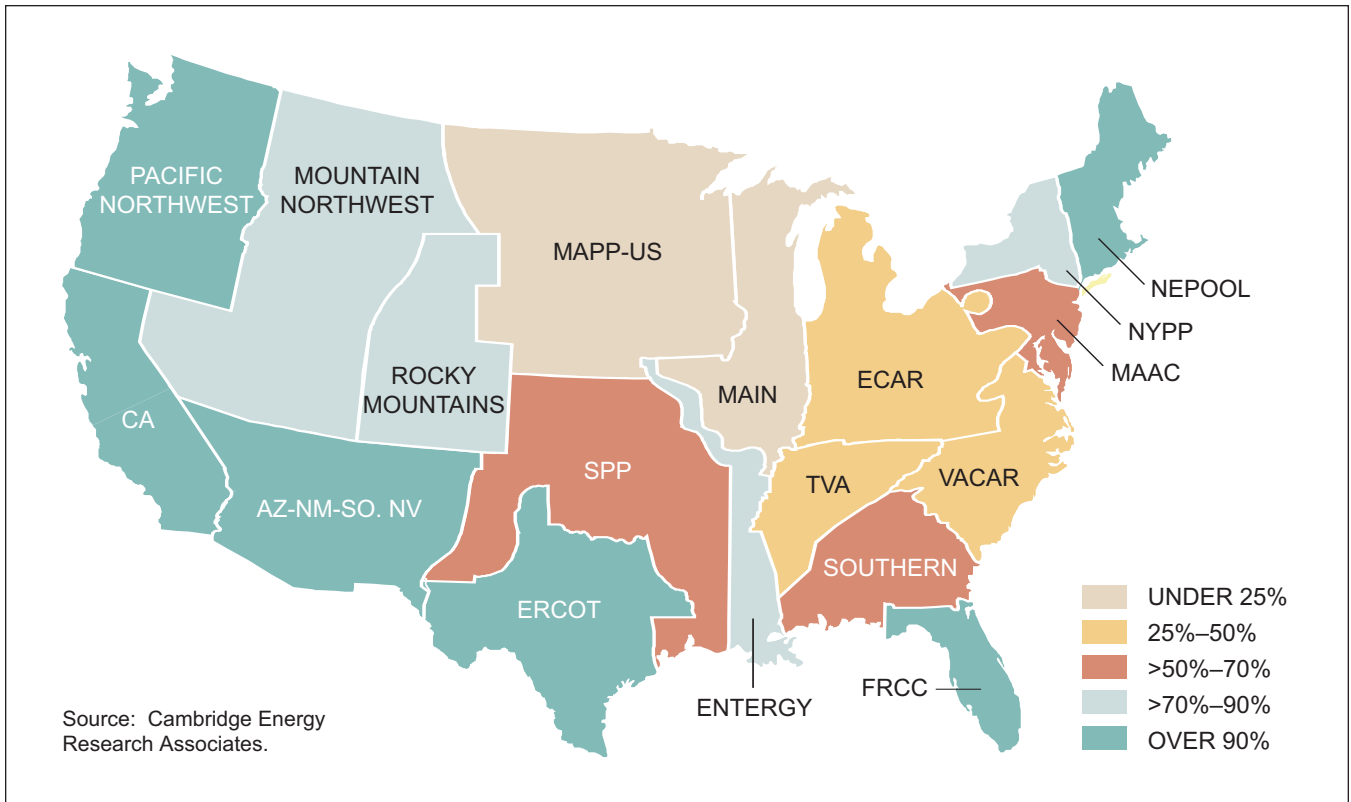 PACIFIC
NORTHWEST
MOUNTAIN
NORTHWEST
MAPP-US
NEPOOL
NYPP
MAAC
ROCKY
MOUNTAINS
MAIN
ECAR
CA
SPP
TVA
VACAR
AZ-NM-SO. NV
SOUTHERN
ERCOT
FRCC
ENTERGY
UNDER 25%
25%–50%
>50%–70%
>70%–90%
OVER 90%
Source: Cambridge Energy
Research Associates.